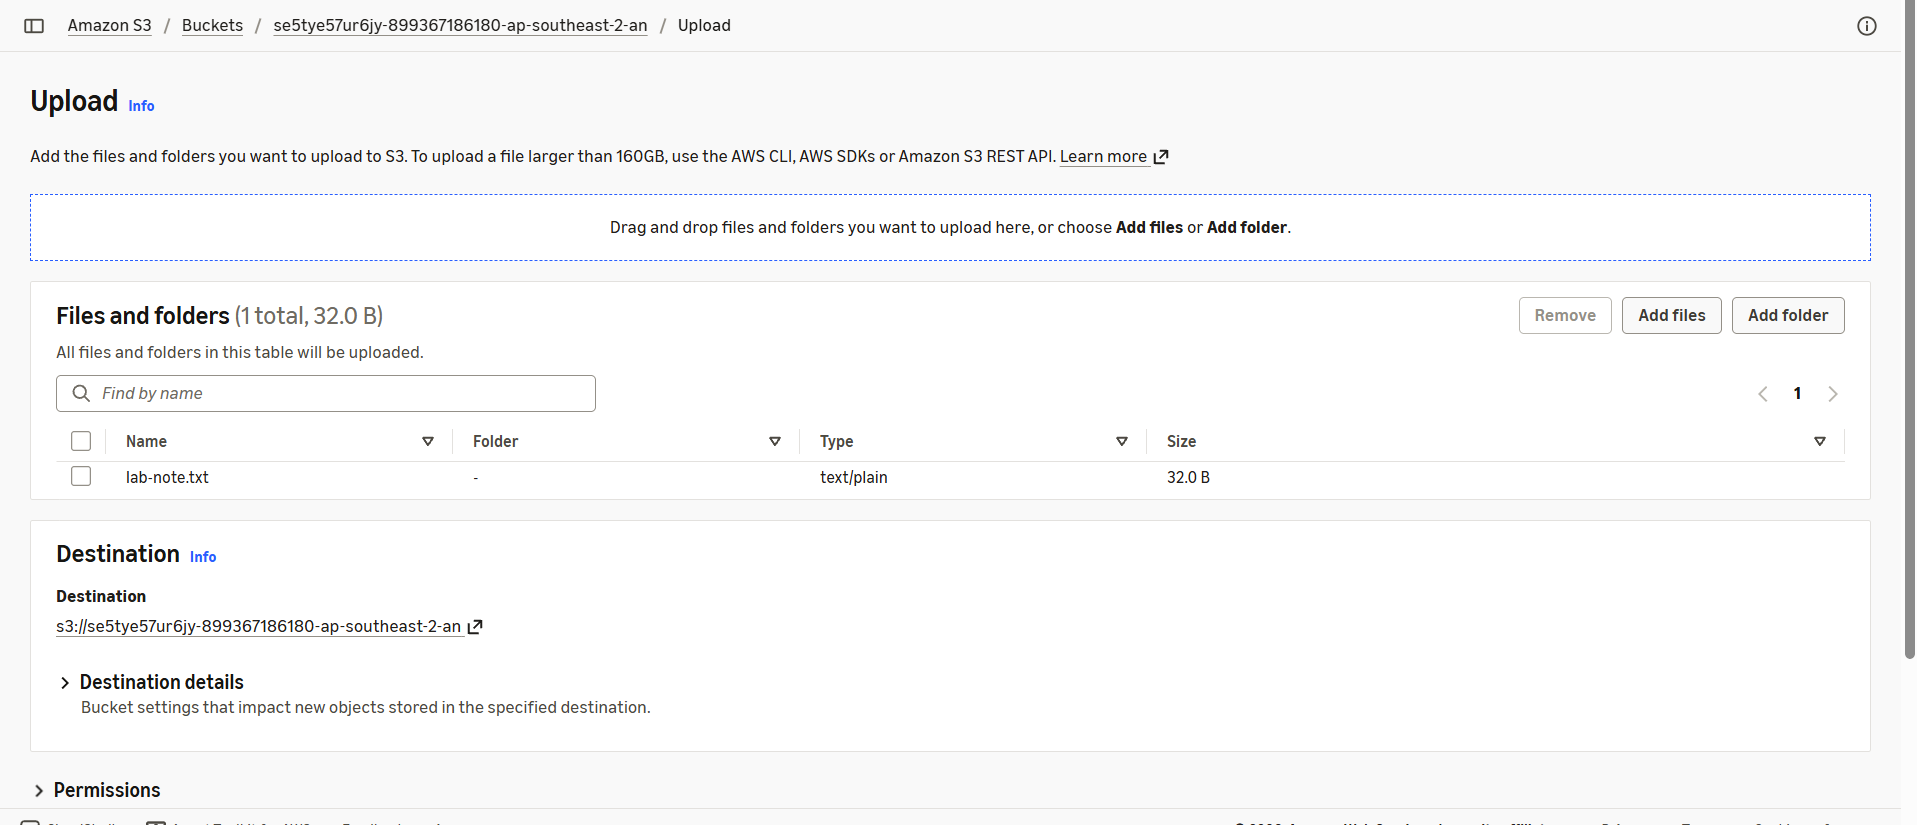 Amazon S3 / Buckets / se5tye57ur6jy-899367186180-ap-southeast-2-an / Upload
Upload Info
Add the files and folders you want to upload to S3. To upload a file larger than 160GB, use the AWS CLI, AWS SDKs or Amazon S3 REST API. Learn more
Drag and drop files and folders you want to upload here, or choose Add files or Add folder.
Files and folders (1 total, 32.0 B)
Remove Add files Add folder
All files and folders in this table will be uploaded.
Find by name
1
Name Folder Type Size
lab-note.txt - text/plain 32.0 B
Destination Info
Destination
s3://se5tye57ur6jy-899367186180-ap-southeast-2-an
Destination details
Bucket settings that impact new objects stored in the specified destination.
Permissions